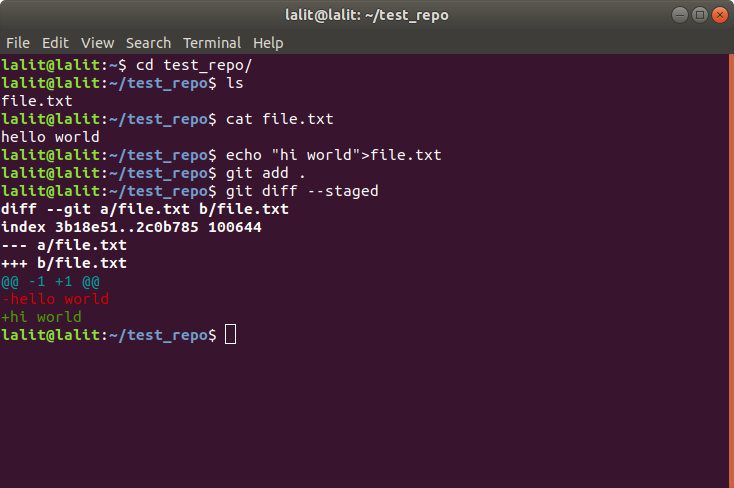 lalit@lalit: ~/test_repo
File Edit View Search Terminal Help
lalit@lalit:~$ cd test_repo/
lalit@lalit:~/test_repo$ ls
file.txt
lalit@lalit:~/test_repo$ cat file.txt
hello world
lalit@lalit:~/test_repo$ echo "hi world">file.txt
lalit@lalit:~/test_repo$ git add .
lalit@lalit:~/test_repo$ git diff --staged
diff --git a/file.txt b/file.txt
index 3b18e51..2c0b785 100644
--- a/file.txt
+++ b/file.txt
@@ -1 +1 @@
-hello world
+hi world
lalit@lalit:~/test_repo$